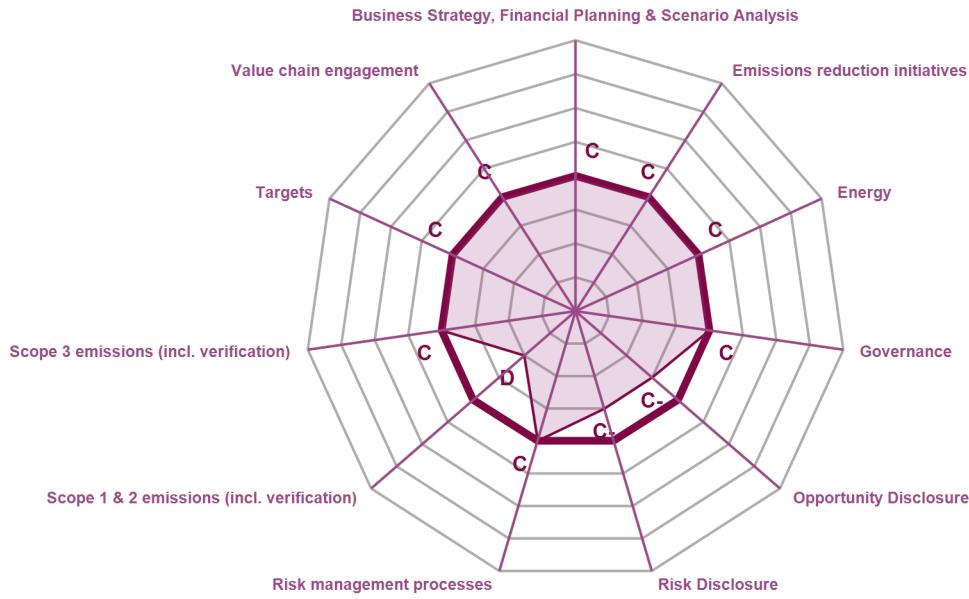 Business Strategy, Financial Planning & Scenario Analysis
Value chain engagement
Emissions reduction initiatives
C
C
C
Targets
Energy
C
C
Scope 3 emissions (incl. verification)
C
C
Governance
D
C-
C-
C
Scope 1 & 2 emissions (incl. verification)
Opportunity Disclosure
Risk management processes
Risk Disclosure